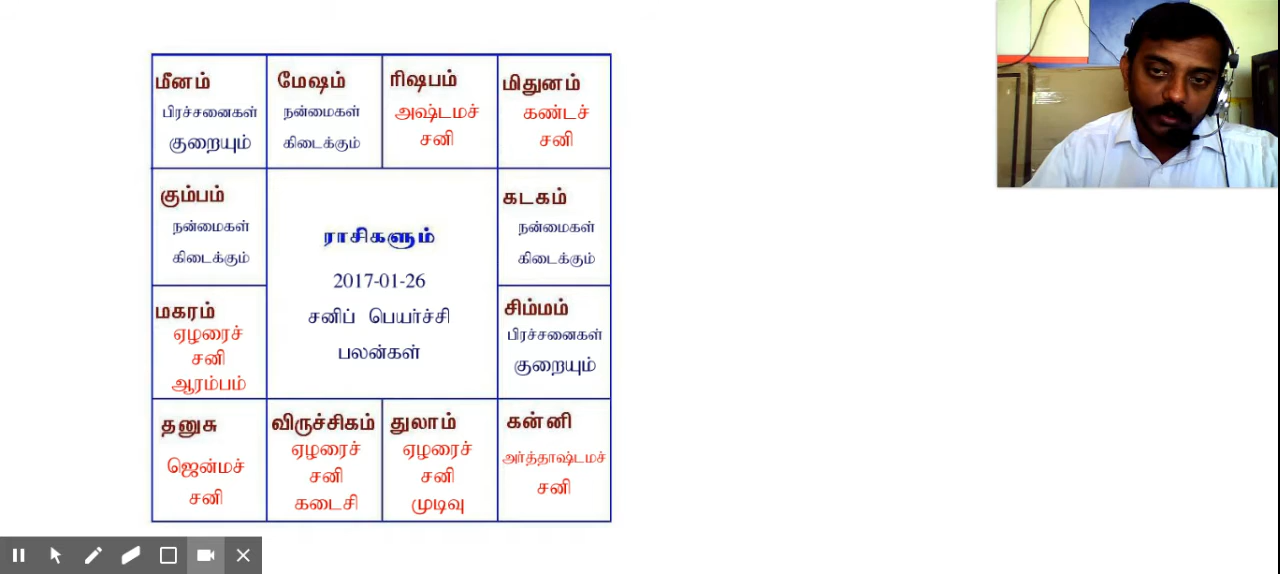 மீனம்
பிரச்சனைகள்
குறையும்
மேஷம்
நன்மைகள்
கிடைக்கும்
ரிஷபம்
அஷ்டமச்
சனி
மிதுனம்
கண்டச்
சனி
கும்பம்
நன்மைகள்
கிடைக்கும்
ராசிகளும்
2017-01-26
சனிப் பெயர்ச்சி
பலன்கள்
கடகம்
நன்மைகள்
கிடைக்கும்
மகரம்
ஏழரைச்
சனி
ஆரம்பம்
சிம்மம்
பிரச்சனைகள்
குறையும்
தனுசு
ஜென்மச்
சனி
விருச்சிகம்
ஏழரைச்
சனி
கடைசி
துலாம்
ஏழரைச்
சனி
முடிவு
கன்னி
அர்த்தாஷ்டமச்
சனி